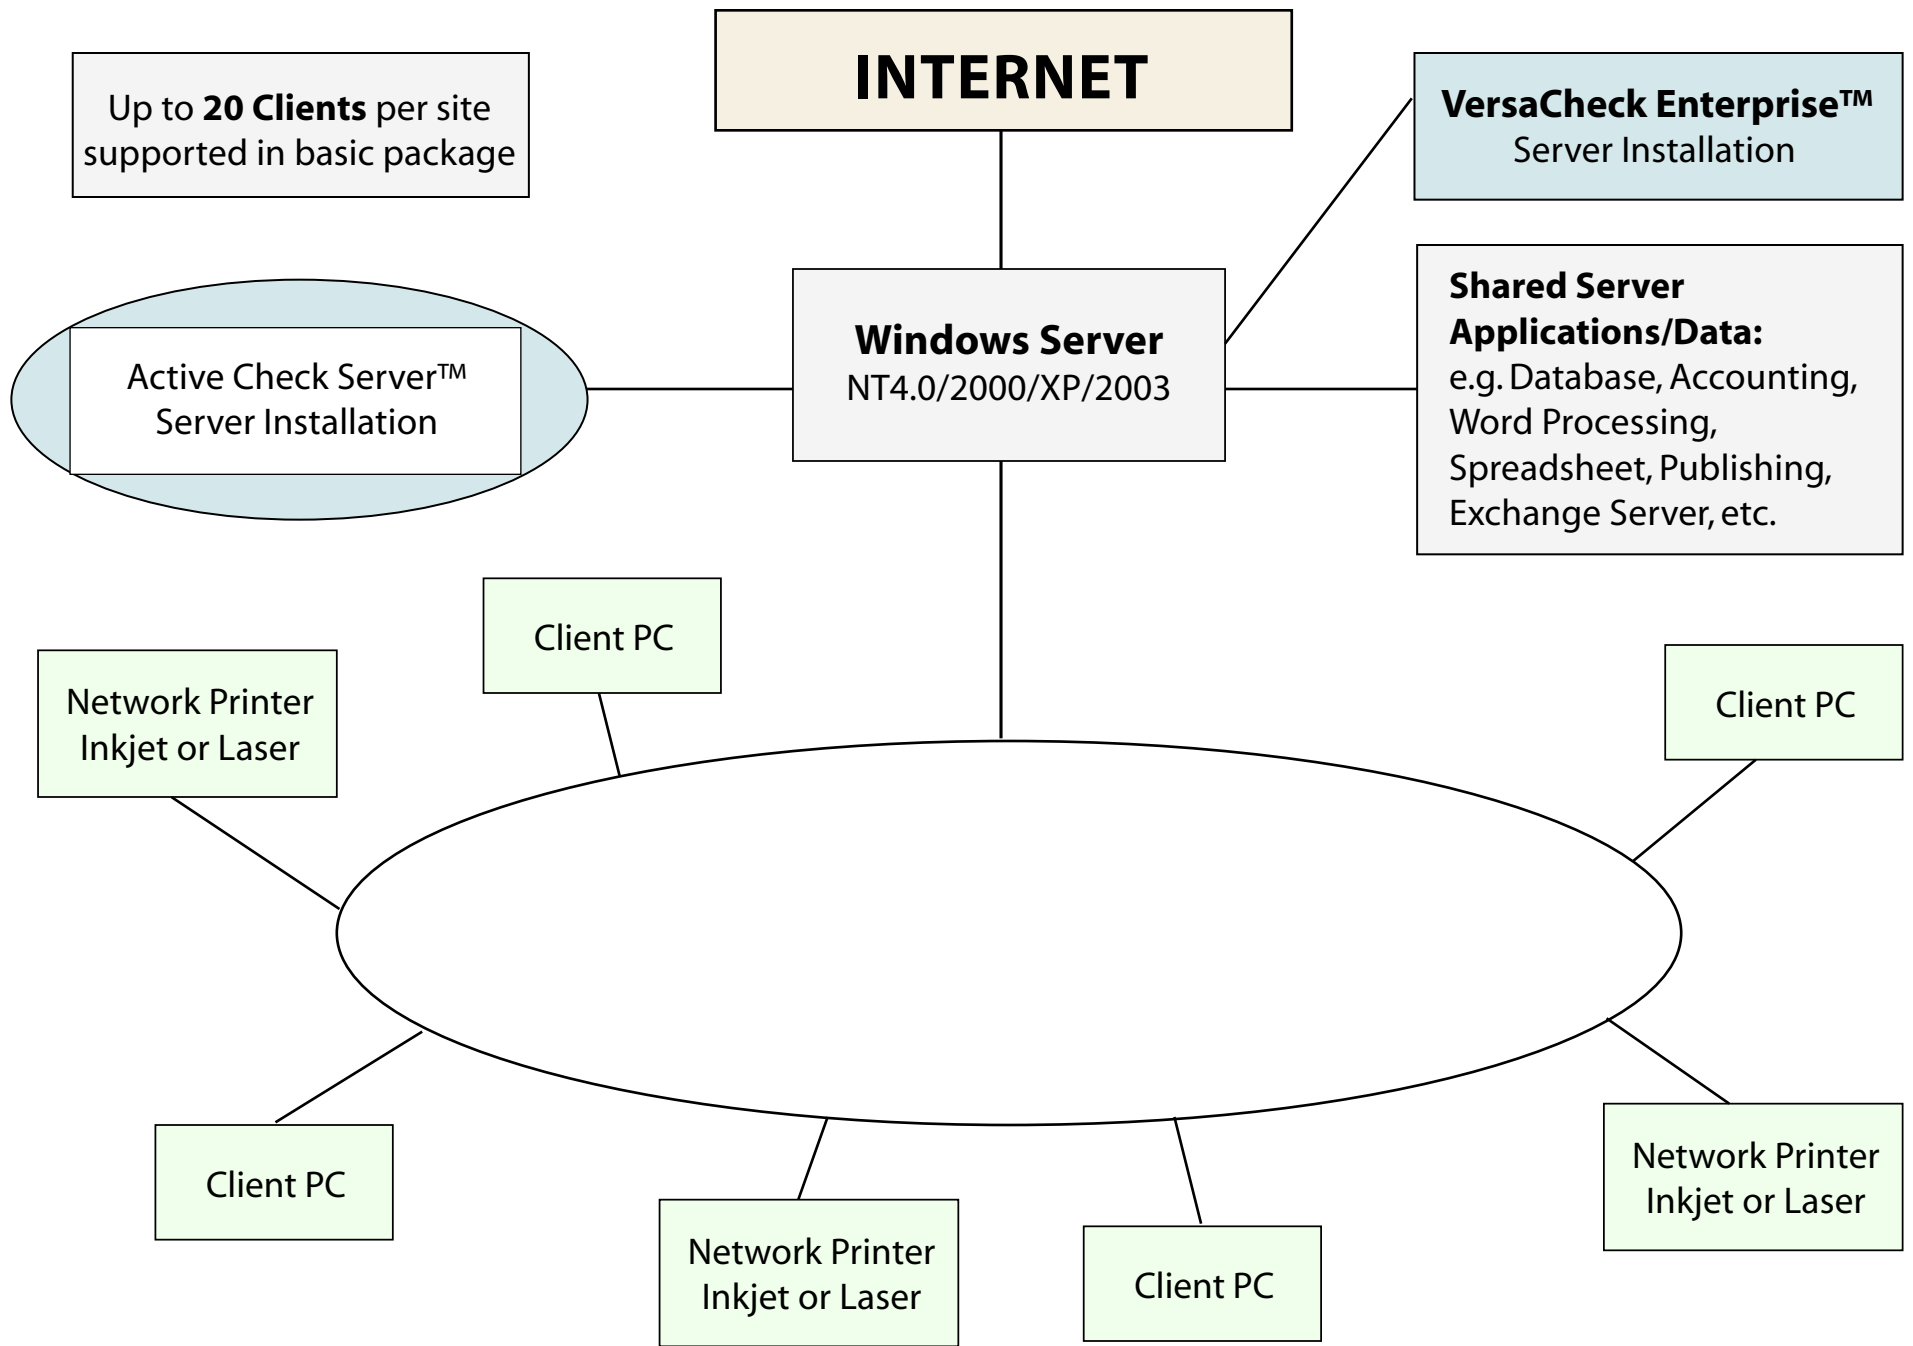 INTERNET
Up to 20 Clients per site
supported in basic package
VersaCheck Enterprise™
Server Installation
Active Check Server™
Server Installation
Windows Server
NT4.0/2000/XP/2003
Shared Server
Applications/Data:
e.g. Database, Accounting,
Word Processing,
Spreadsheet, Publishing,
Exchange Server, etc.
Client PC
Network Printer
Inkjet or Laser
Client PC
Client PC
Network Printer
Inkjet or Laser
Client PC
Network Printer
Inkjet or Laser